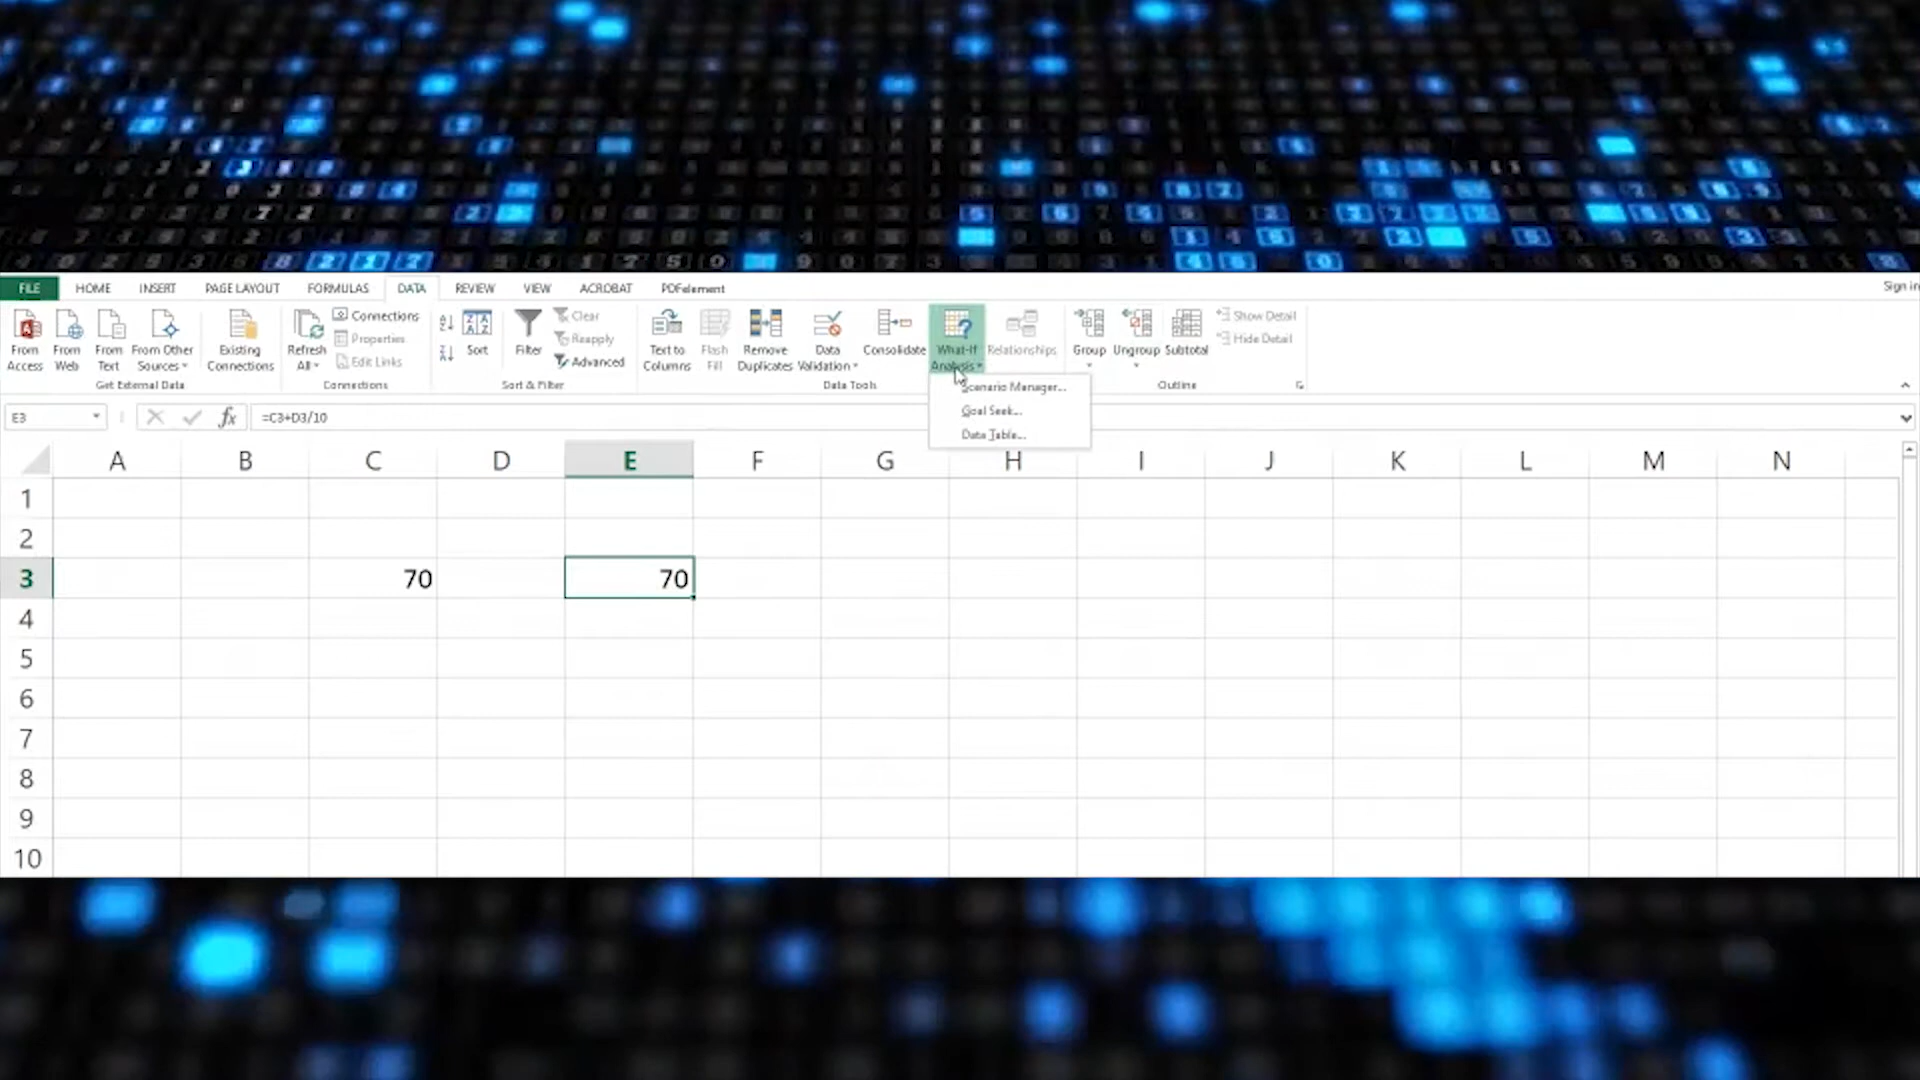 FILE HOME INSERT PAGE LAYOUT FORMULAS DATA REVIEW VIEW ACROBAT PDFelement Sign in
From Access
From Web
From Text
From Other Sources
Get External Data
Existing Connections
Refresh All
Connections
Properties
Edit Links
Connections
Sort
Filter
Clear
Reapply
Advanced
Sort & Filter
Text to Columns
Flash Fill
Remove Duplicates
Data Validation
Consolidate
What-If Analysis
Relationships
Data Tools
Group
Ungroup
Subtotal
Show Detail
Hide Detail
Outline
Scenario Manager...
Goal Seek...
Data Table...
E3 fx =C3+D3/10
A B C D E F G H I J K L M N
1
2
3 70 70
4
5
6
7
8
9
10